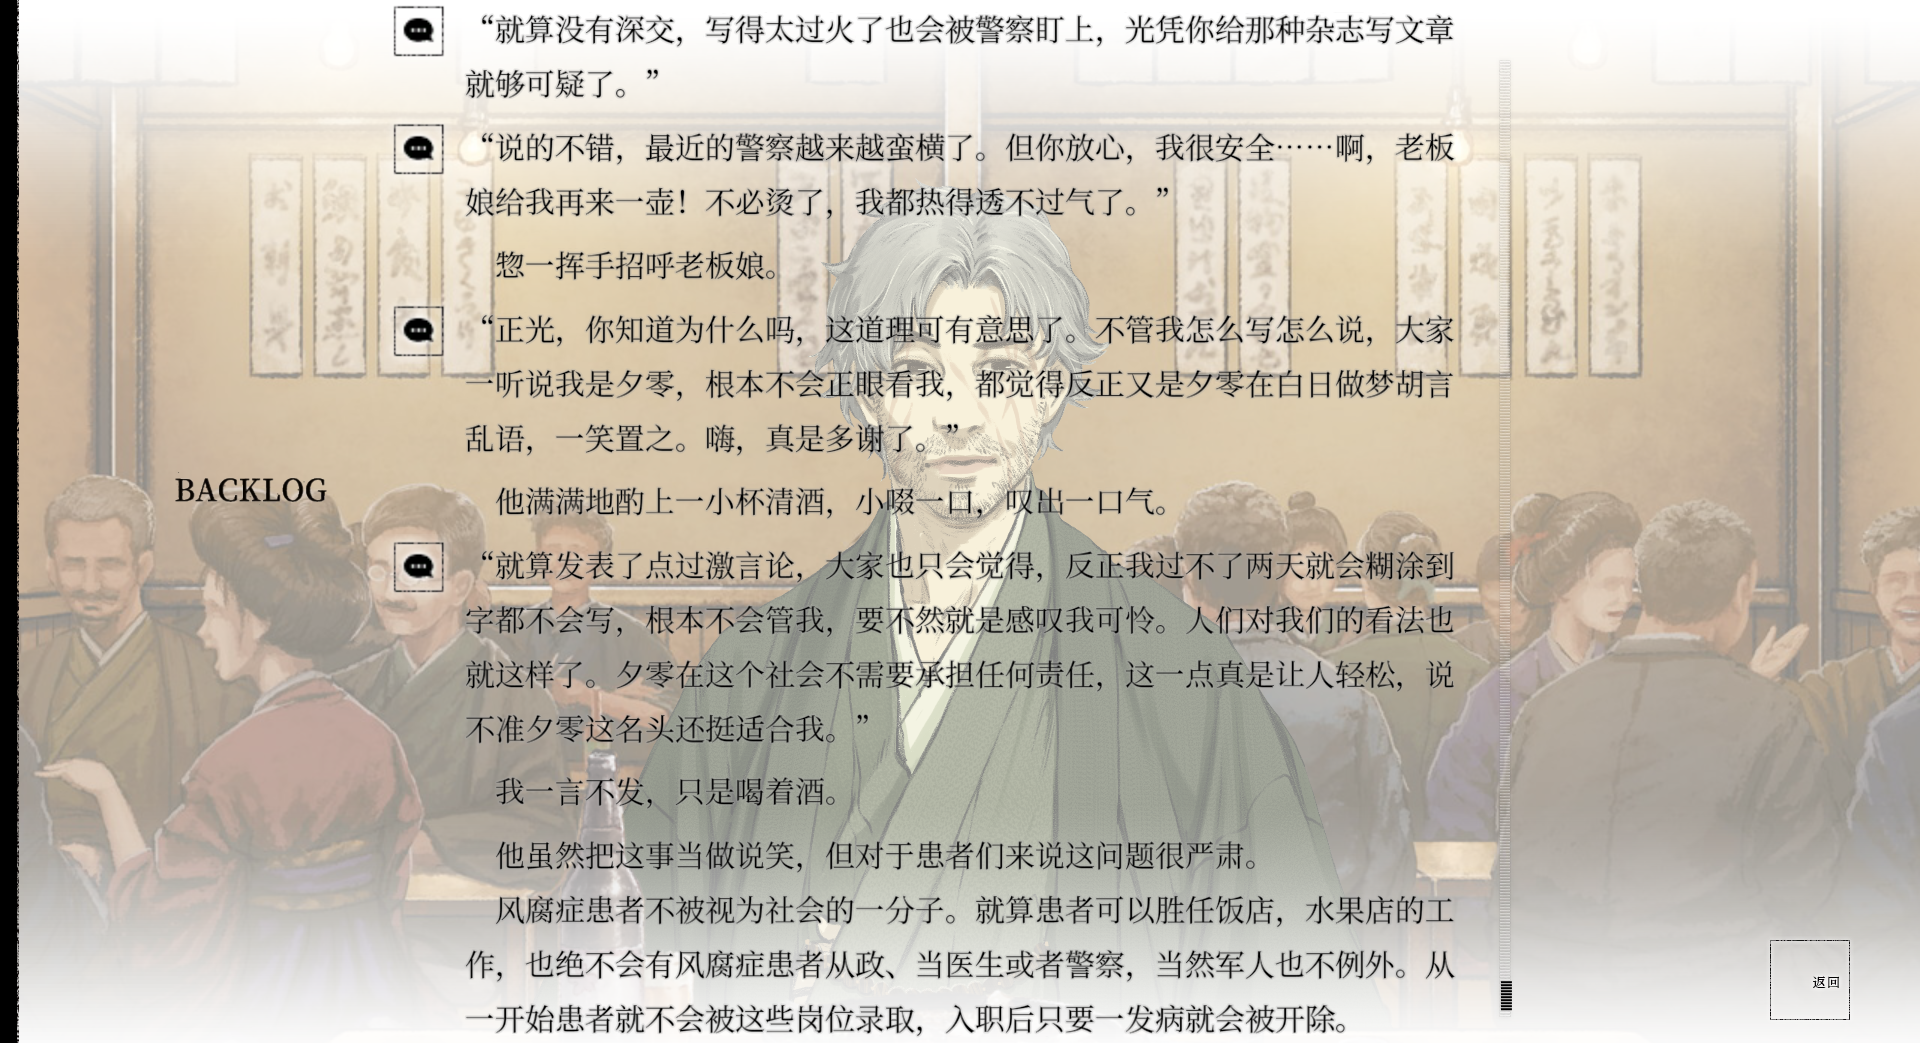 “就算没有深交，写得太过火了也会被警察盯上，光凭你给那种杂志写文章
就够可疑了。”
“说的不错，最近的警察越来越蛮横了。但你放心，我很安全……啊，老板
娘给我再来一壶！不必烫了，我都热得透不过气了。”
惣一挥手招呼老板娘。
“正光，你知道为什么吗，这道理可有意思了。不管我怎么写怎么说，大家
一听说我是夕零，根本不会正眼看我，都觉得反正又是夕零在白日做梦胡言
乱语，一笑置之。嗨，真是多谢了。”
他满满地酌上一小杯清酒，小啜一口，叹出一口气。
BACKLOG
“就算发表了点过激言论，大家也只会觉得，反正我过不了两天就会糊涂到
字都不会写，根本不会管我，要不然就是感叹我可怜。人们对我们的看法也
就这样了。夕零在这个社会不需要承担任何责任，这一点真是让人轻松，说
不准夕零这名头还挺适合我。”
我一言不发，只是喝着酒。
他虽然把这事当做说笑，但对于患者们来说这问题很严肃。
风腐症患者不被视为社会的一分子。就算患者可以胜任饭店，水果店的工
作，也绝不会有风腐症患者从政、当医生或者警察，当然军人也不例外。从
一开始患者就不会被这些岗位录取，入职后只要一发病就会被开除。
返回